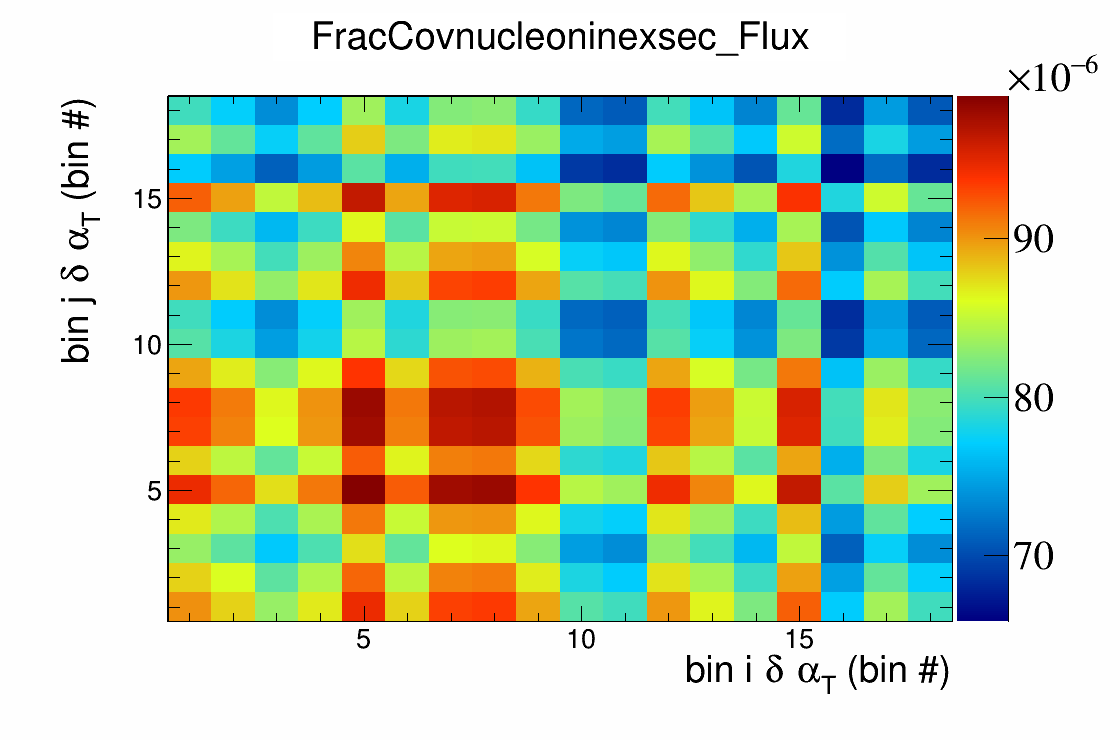 FracCovnucleoninexsec_Flux
×10⁻⁶
bin j δ α_T (bin #)
15
10
5
90
80
70
5 10 15
bin i δ α_T (bin #)